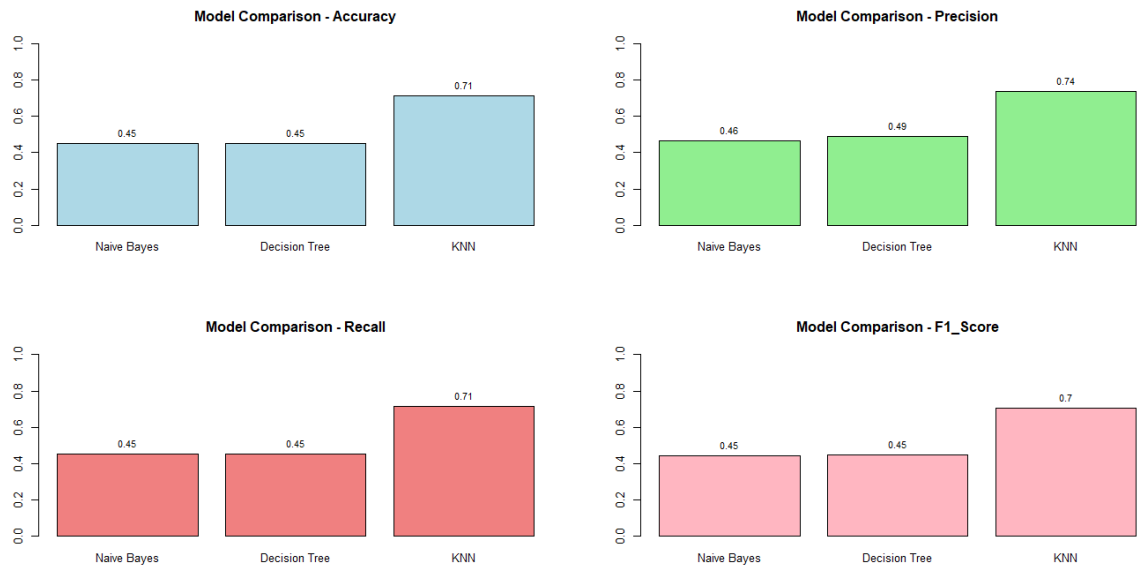 Model Comparison - Accuracy
1.0
0.8
0.6
0.4
0.2
0.0
0.45
0.45
0.71
Naive Bayes
Decision Tree
KNN
Model Comparison - Precision
1.0
0.8
0.6
0.4
0.2
0.0
0.46
0.49
0.74
Naive Bayes
Decision Tree
KNN
Model Comparison - Recall
1.0
0.8
0.6
0.4
0.2
0.0
0.45
0.45
0.71
Naive Bayes
Decision Tree
KNN
Model Comparison - F1_Score
1.0
0.8
0.6
0.4
0.2
0.0
0.45
0.45
0.7
Naive Bayes
Decision Tree
KNN